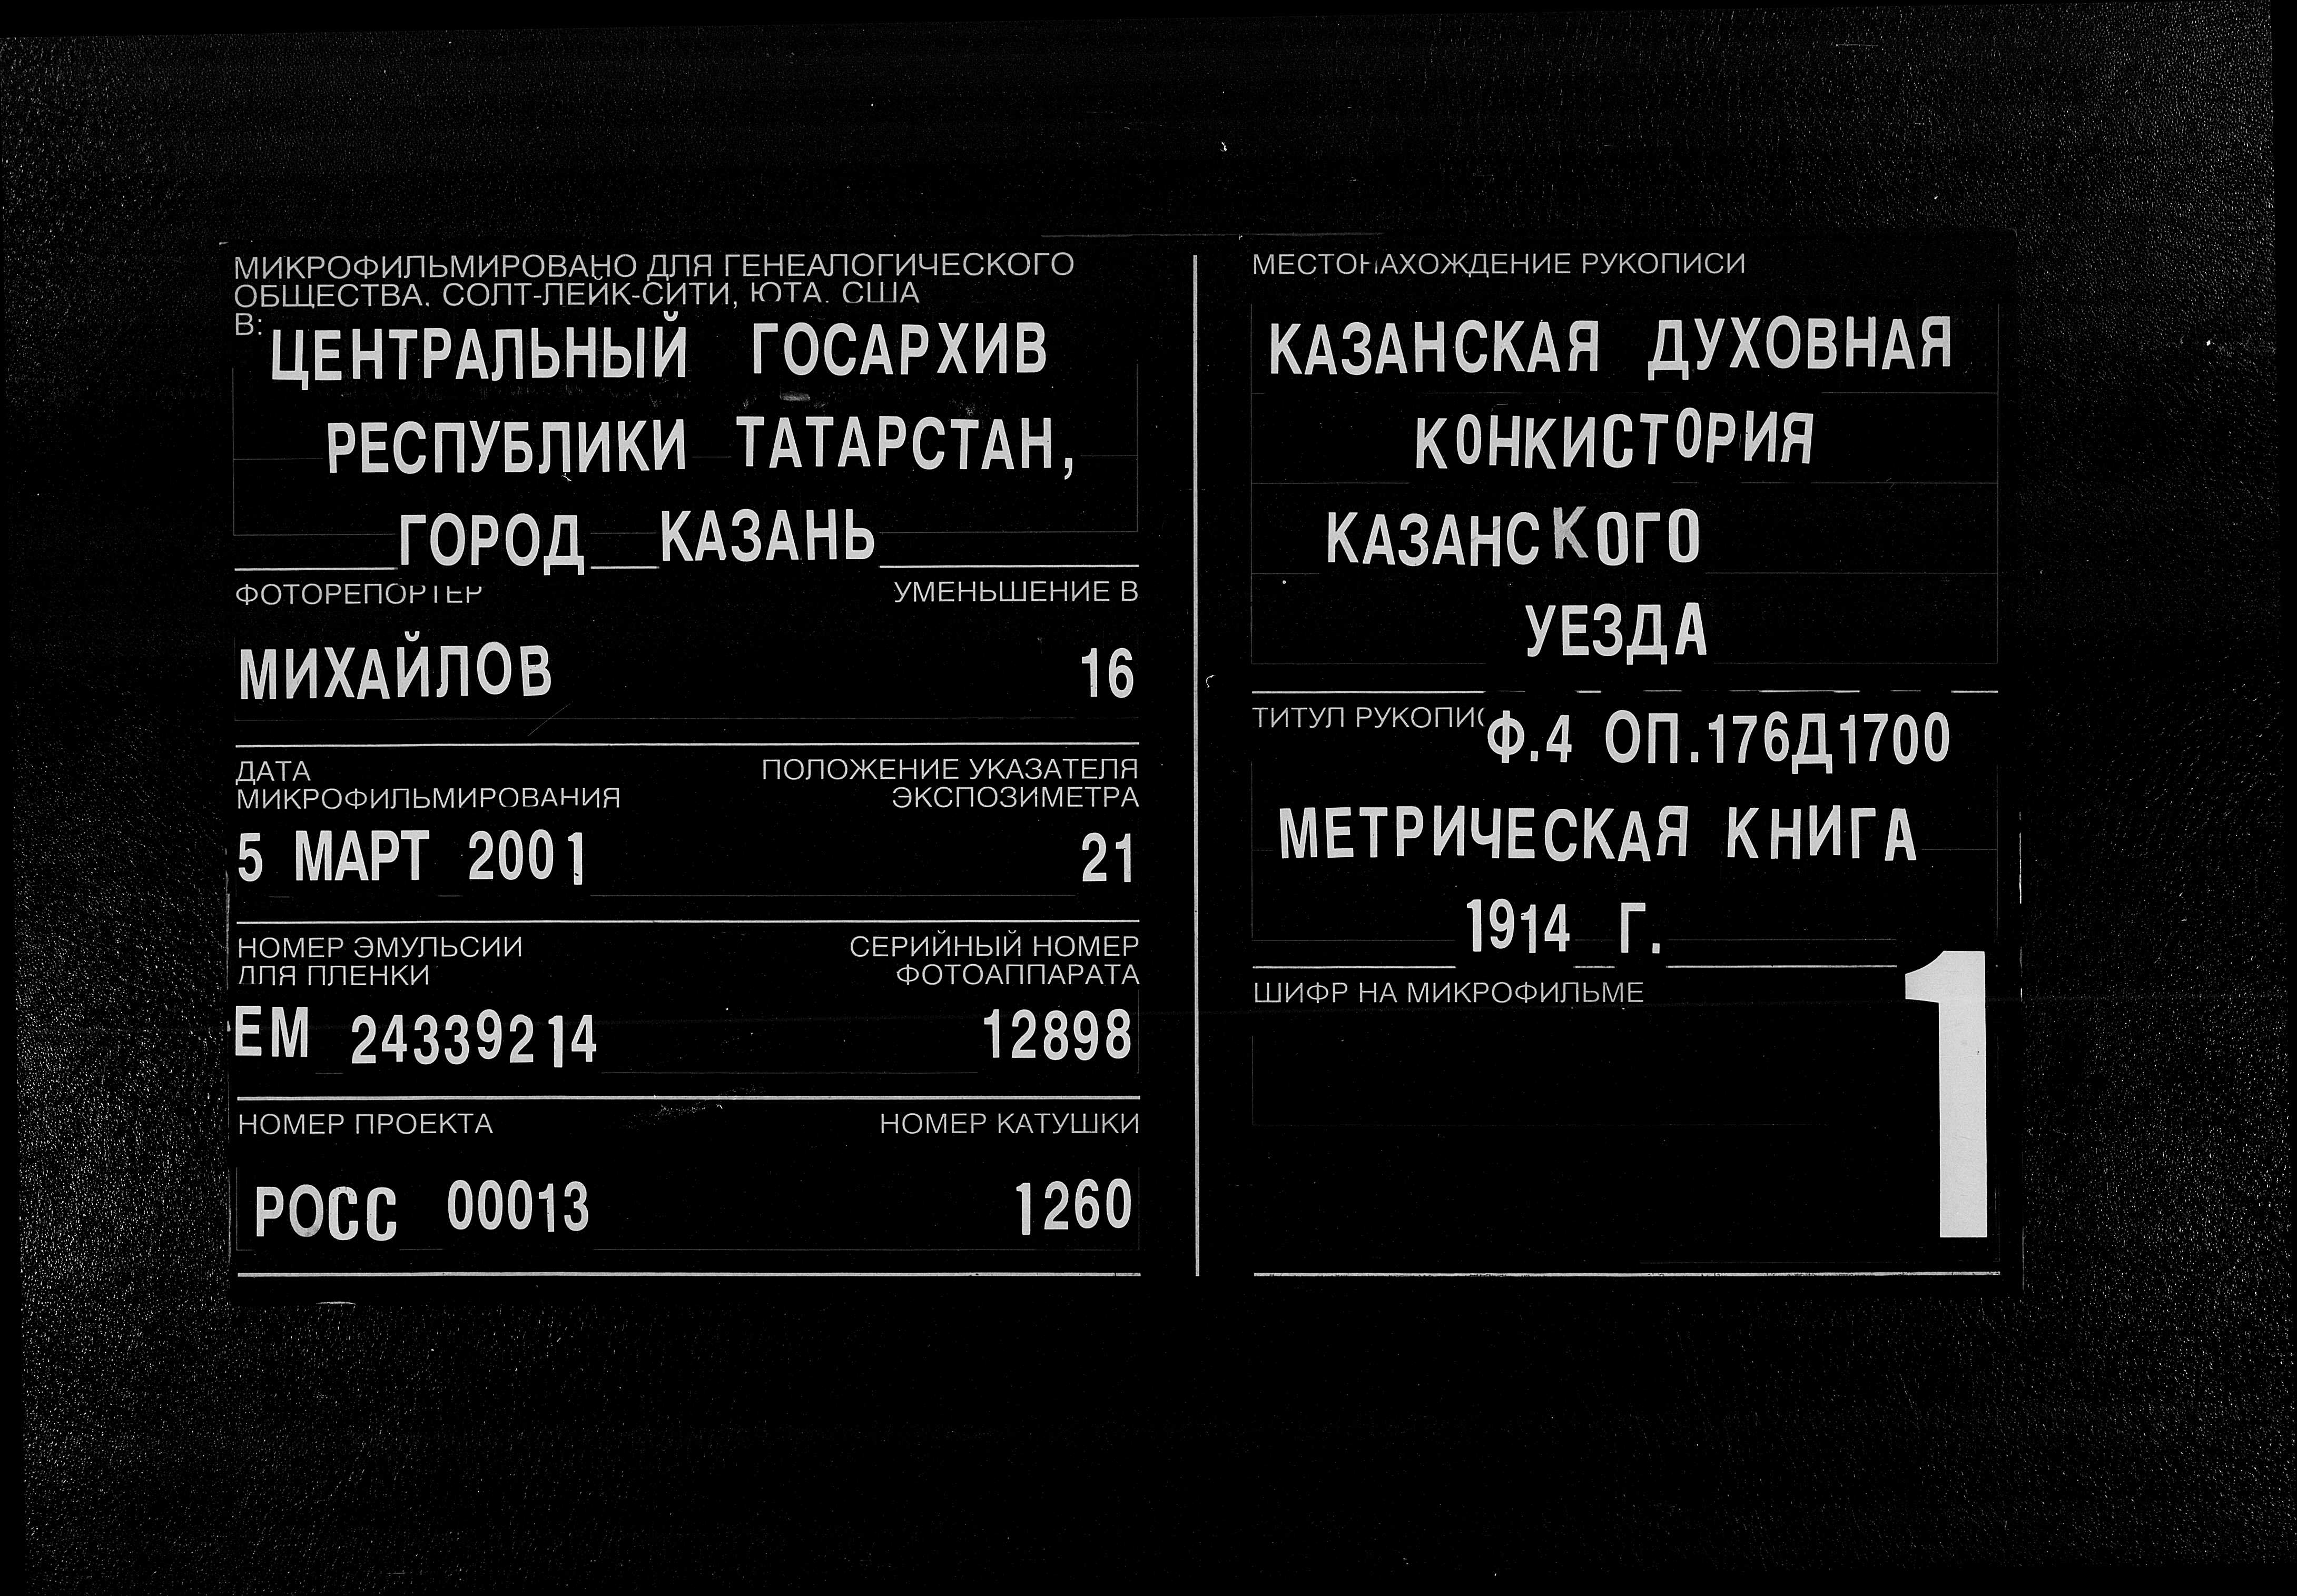 МИКРОФИЛЬМИРОВАНО ДЛЯ ГЕНЕАЛОГИЧЕСКОГО
ОБЩЕСТВА, СОЛТ-ЛЕЙК-СИТИ, ЮТА, США
В:
ЦЕНТРАЛЬНЫЙ ГОСАРХИВ
РЕСПУБЛИКИ ТАТАРСТАН,
ГОРОД КАЗАНЬ
ФОТОРЕПОРТЕР УМЕНЬШЕНИЕ В
МИХАЙЛОВ 16
ДАТА ПОЛОЖЕНИЕ УКАЗАТЕЛЯ
МИКРОФИЛЬМИРОВАНИЯ ЭКСПОЗИМЕТРА
5 МАРТ 2001 21
НОМЕР ЭМУЛЬСИИ СЕРИЙНЫЙ НОМЕР
ДЛЯ ПЛЕНКИ ФОТОАППАРАТА
ЕМ 24339214 12898
НОМЕР ПРОЕКТА НОМЕР КАТУШКИ
РОСС 00013 1260
МЕСТОНАХОЖДЕНИЕ РУКОПИСИ
КАЗАНСКАЯ ДУХОВНАЯ
КОНКИСТОРИЯ
КАЗАНСКОГО
УЕЗДА
ТИТУЛ РУКОПИС Ф.4 ОП.176Д1700
МЕТРИЧЕСКАЯ КНИГА
1914 Г.
ШИФР НА МИКРОФИЛЬМЕ
1